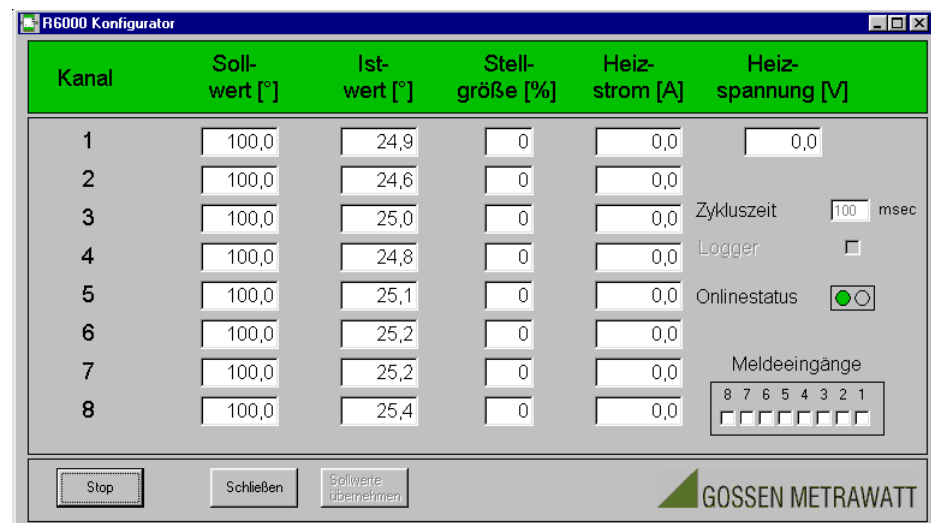 R6000 Konfigurator
Kanal Soll-wert [°] Ist-wert [°] Stell-größe [%] Heiz-strom [A] Heiz-spannung [V]
1 100,0 24,9 0 0,0 0,0
2 100,0 24,6 0 0,0
3 100,0 25,0 0 0,0 Zykluszeit 100 msec
4 100,0 24,8 0 0,0 Logger
5 100,0 25,1 0 0,0 Onlinestatus
6 100,0 25,2 0 0,0
7 100,0 25,2 0 0,0 Meldeeingänge
8 100,0 25,4 0 0,0 8 7 6 5 4 3 2 1
Stop Schließen Sollwerte übernehmen GOSSEN METRAWATT